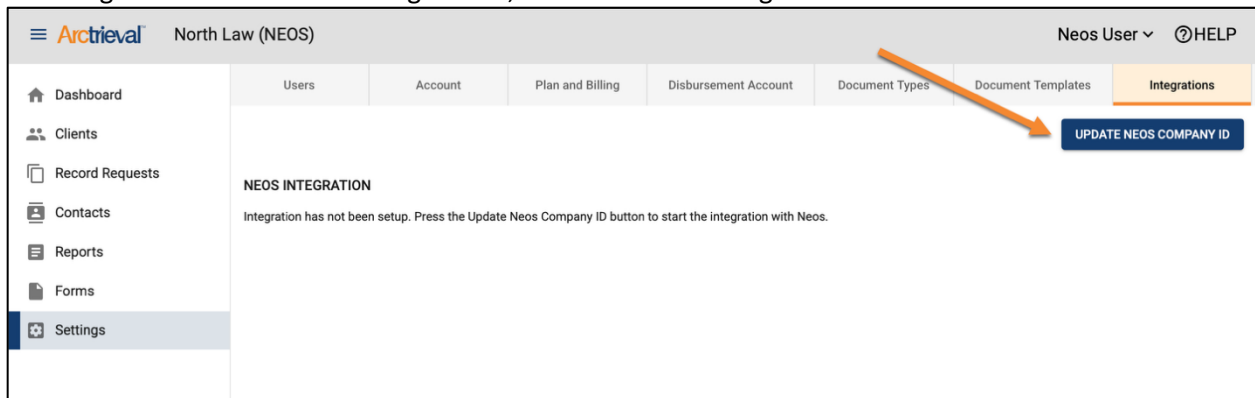 Arctrieval North Law (NEOS) Neos User HELP
Users Account Plan and Billing Disbursement Account Document Types Document Templates Integrations
Dashboard
UPDATE NEOS COMPANY ID
Clients
Record Requests
NEOS INTEGRATION
Contacts
Integration has not been setup. Press the Update Neos Company ID button to start the integration with Neos.
Reports
Forms
Settings